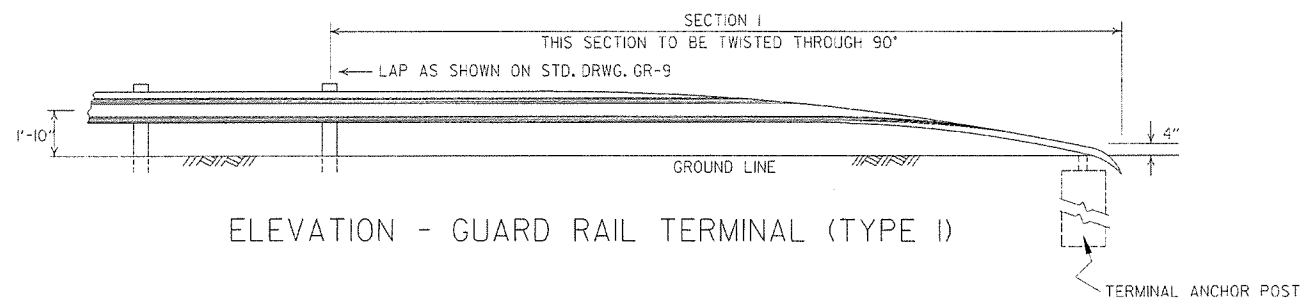 SECTION I
THIS SECTION TO BE TWISTED THROUGH 90°
LAP AS SHOWN ON STD. DRWG. GR-9
1'-10"
4"
GROUND LINE
ELEVATION - GUARD RAIL TERMINAL (TYPE I)
TERMINAL ANCHOR POST